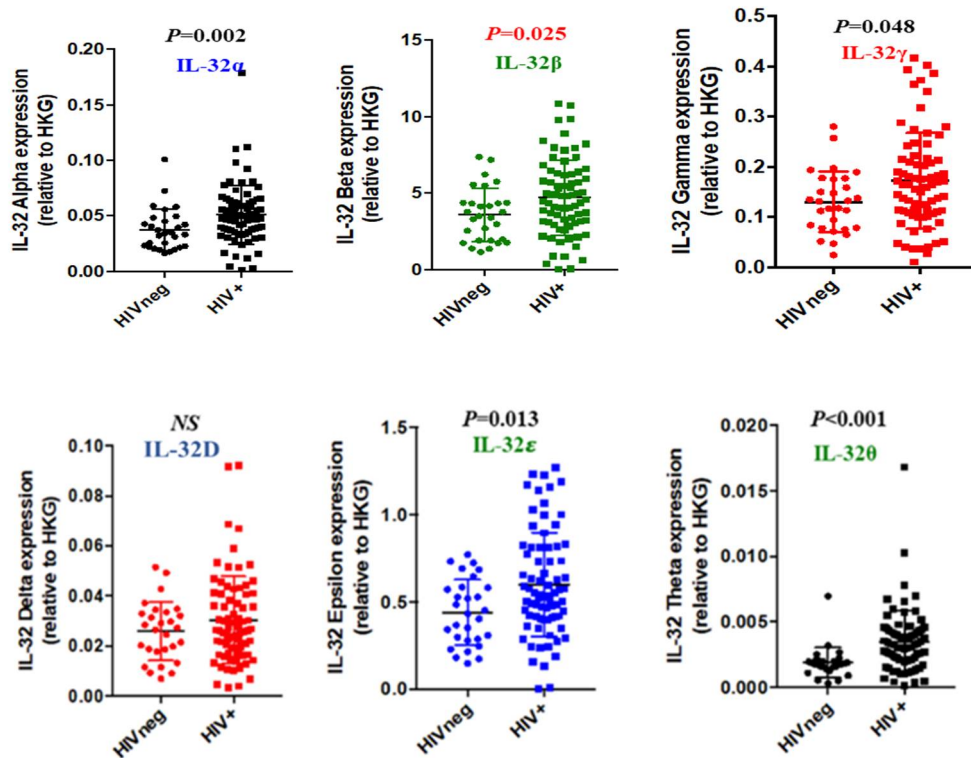 P=0.002
IL-32α
IL-32 Alpha expression
(relative to HKG)
0.20
0.15
0.10
0.05
0.00
HIVneg
HIV+
P=0.025
IL-32β
IL-32 Beta expression
(relative to HKG)
15
10
5
0
HIVneg
HIV+
P=0.048
IL-32γ
IL-32 Gamma expression
(relative to HKG)
0.5
0.4
0.3
0.2
0.1
0.0
HIVneg
HIV+
NS
IL-32D
IL-32 Delta expression
(relative to HKG)
0.10
0.08
0.06
0.04
0.02
0.00
HIVneg
HIV+
P=0.013
IL-32ε
IL-32 Epsilon expression
(relative to HKG)
1.5
1.0
0.5
0.0
HIVneg
HIV+
P<0.001
IL-32θ
IL-32 Theta expression
(relative to HKG)
0.020
0.015
0.010
0.005
0.000
HIVneg
HIV+